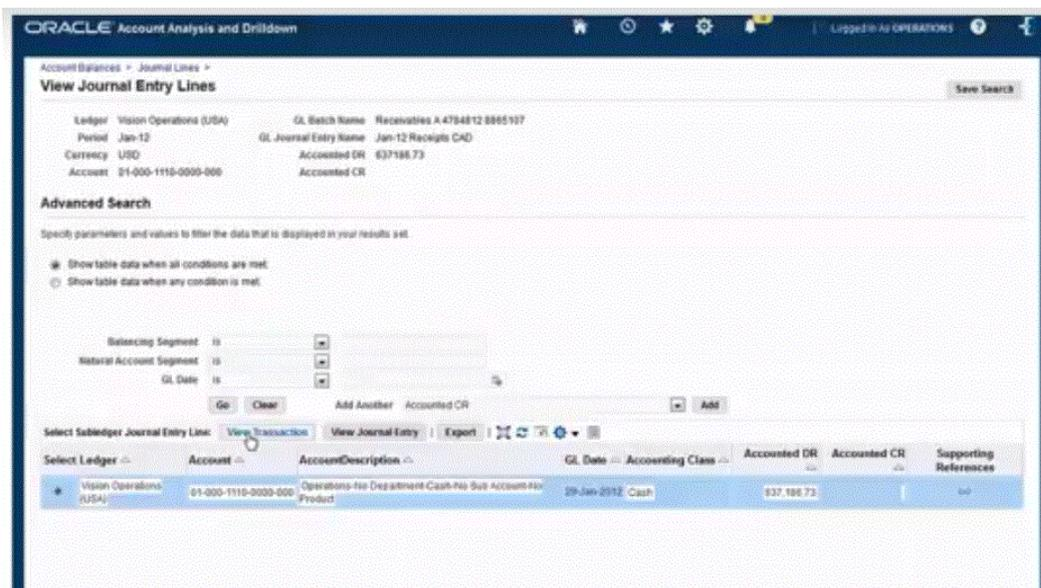 ORACLE Account Analysis and Drilldown
Logged In As OPERATIONS
Account Balances > Journal Lines >
View Journal Entry Lines
Save Search
Ledger Vision Operations (USA) GL Batch Name Receivables A 4784812 8865107
Period Jan-12 GL Journal Entry Name Jan-12 Receipts CAD
Currency USD Accounted DR 637186.73
Account 01-000-1110-0000-000 Accounted CR
Advanced Search
Specify parameters and values to filter the data that is displayed in your results set.
Show table data when all conditions are met.
Show table data when any condition is met.
Balancing Segment is
Natural Account Segment is
GL Date is
Go Clear Add Another Accounted CR Add
Select Subledger Journal Entry Line: View Transaction View Journal Entry | Export |
Select Ledger Account AccountDescription GL Date Accounting Class Accounted DR Accounted CR Supporting References
Vision Operations (USA) 01-000-1110-0000-000 Operations-No Department-Cash-No Sub Account-No Product 29-Jan-2012 Cash 637,186.73